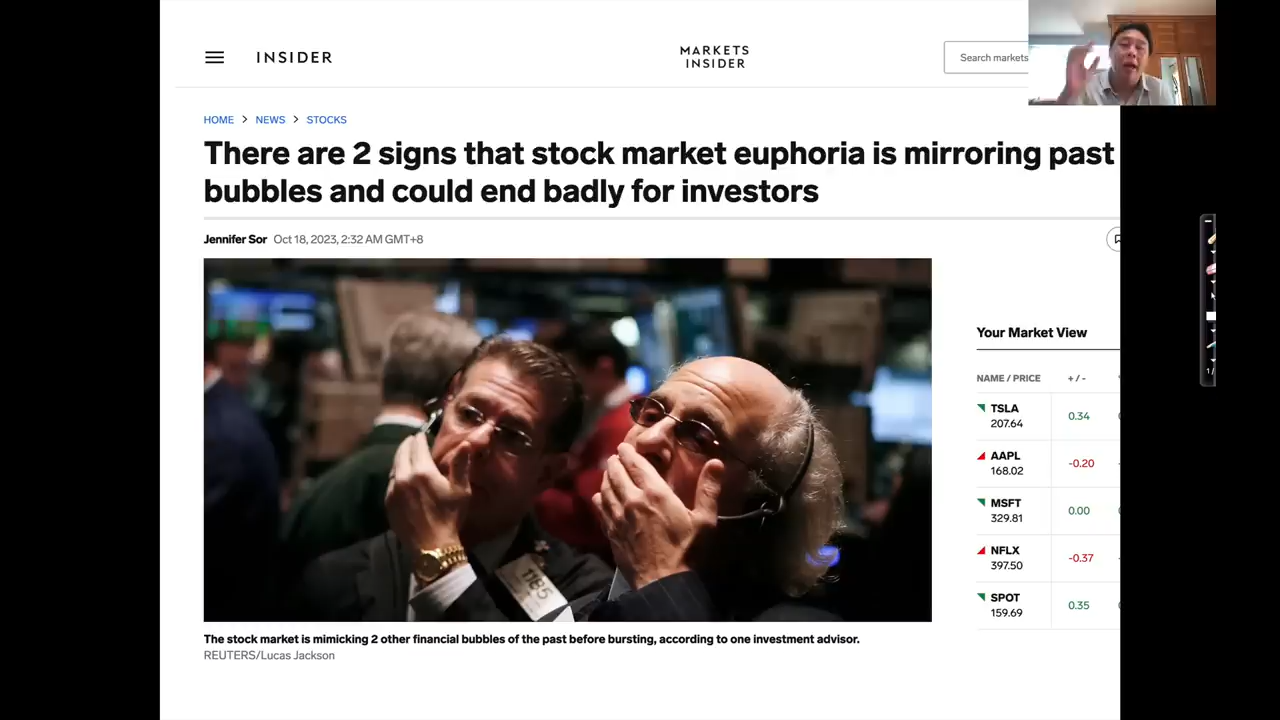 INSIDER
MARKETS
INSIDER
Search markets
HOME > NEWS > STOCKS
There are 2 signs that stock market euphoria is mirroring past
bubbles and could end badly for investors
Jennifer Sor Oct 18, 2023, 2:32 AM GMT+8
1185
Your Market View
NAME / PRICE + / -
TSLA
207.64
0.34
AAPL
168.02
-0.20
MSFT
329.81
0.00
NFLX
397.50
-0.37
SPOT
159.69
0.35
The stock market is mimicking 2 other financial bubbles of the past before bursting, according to one investment advisor.
REUTERS/Lucas Jackson